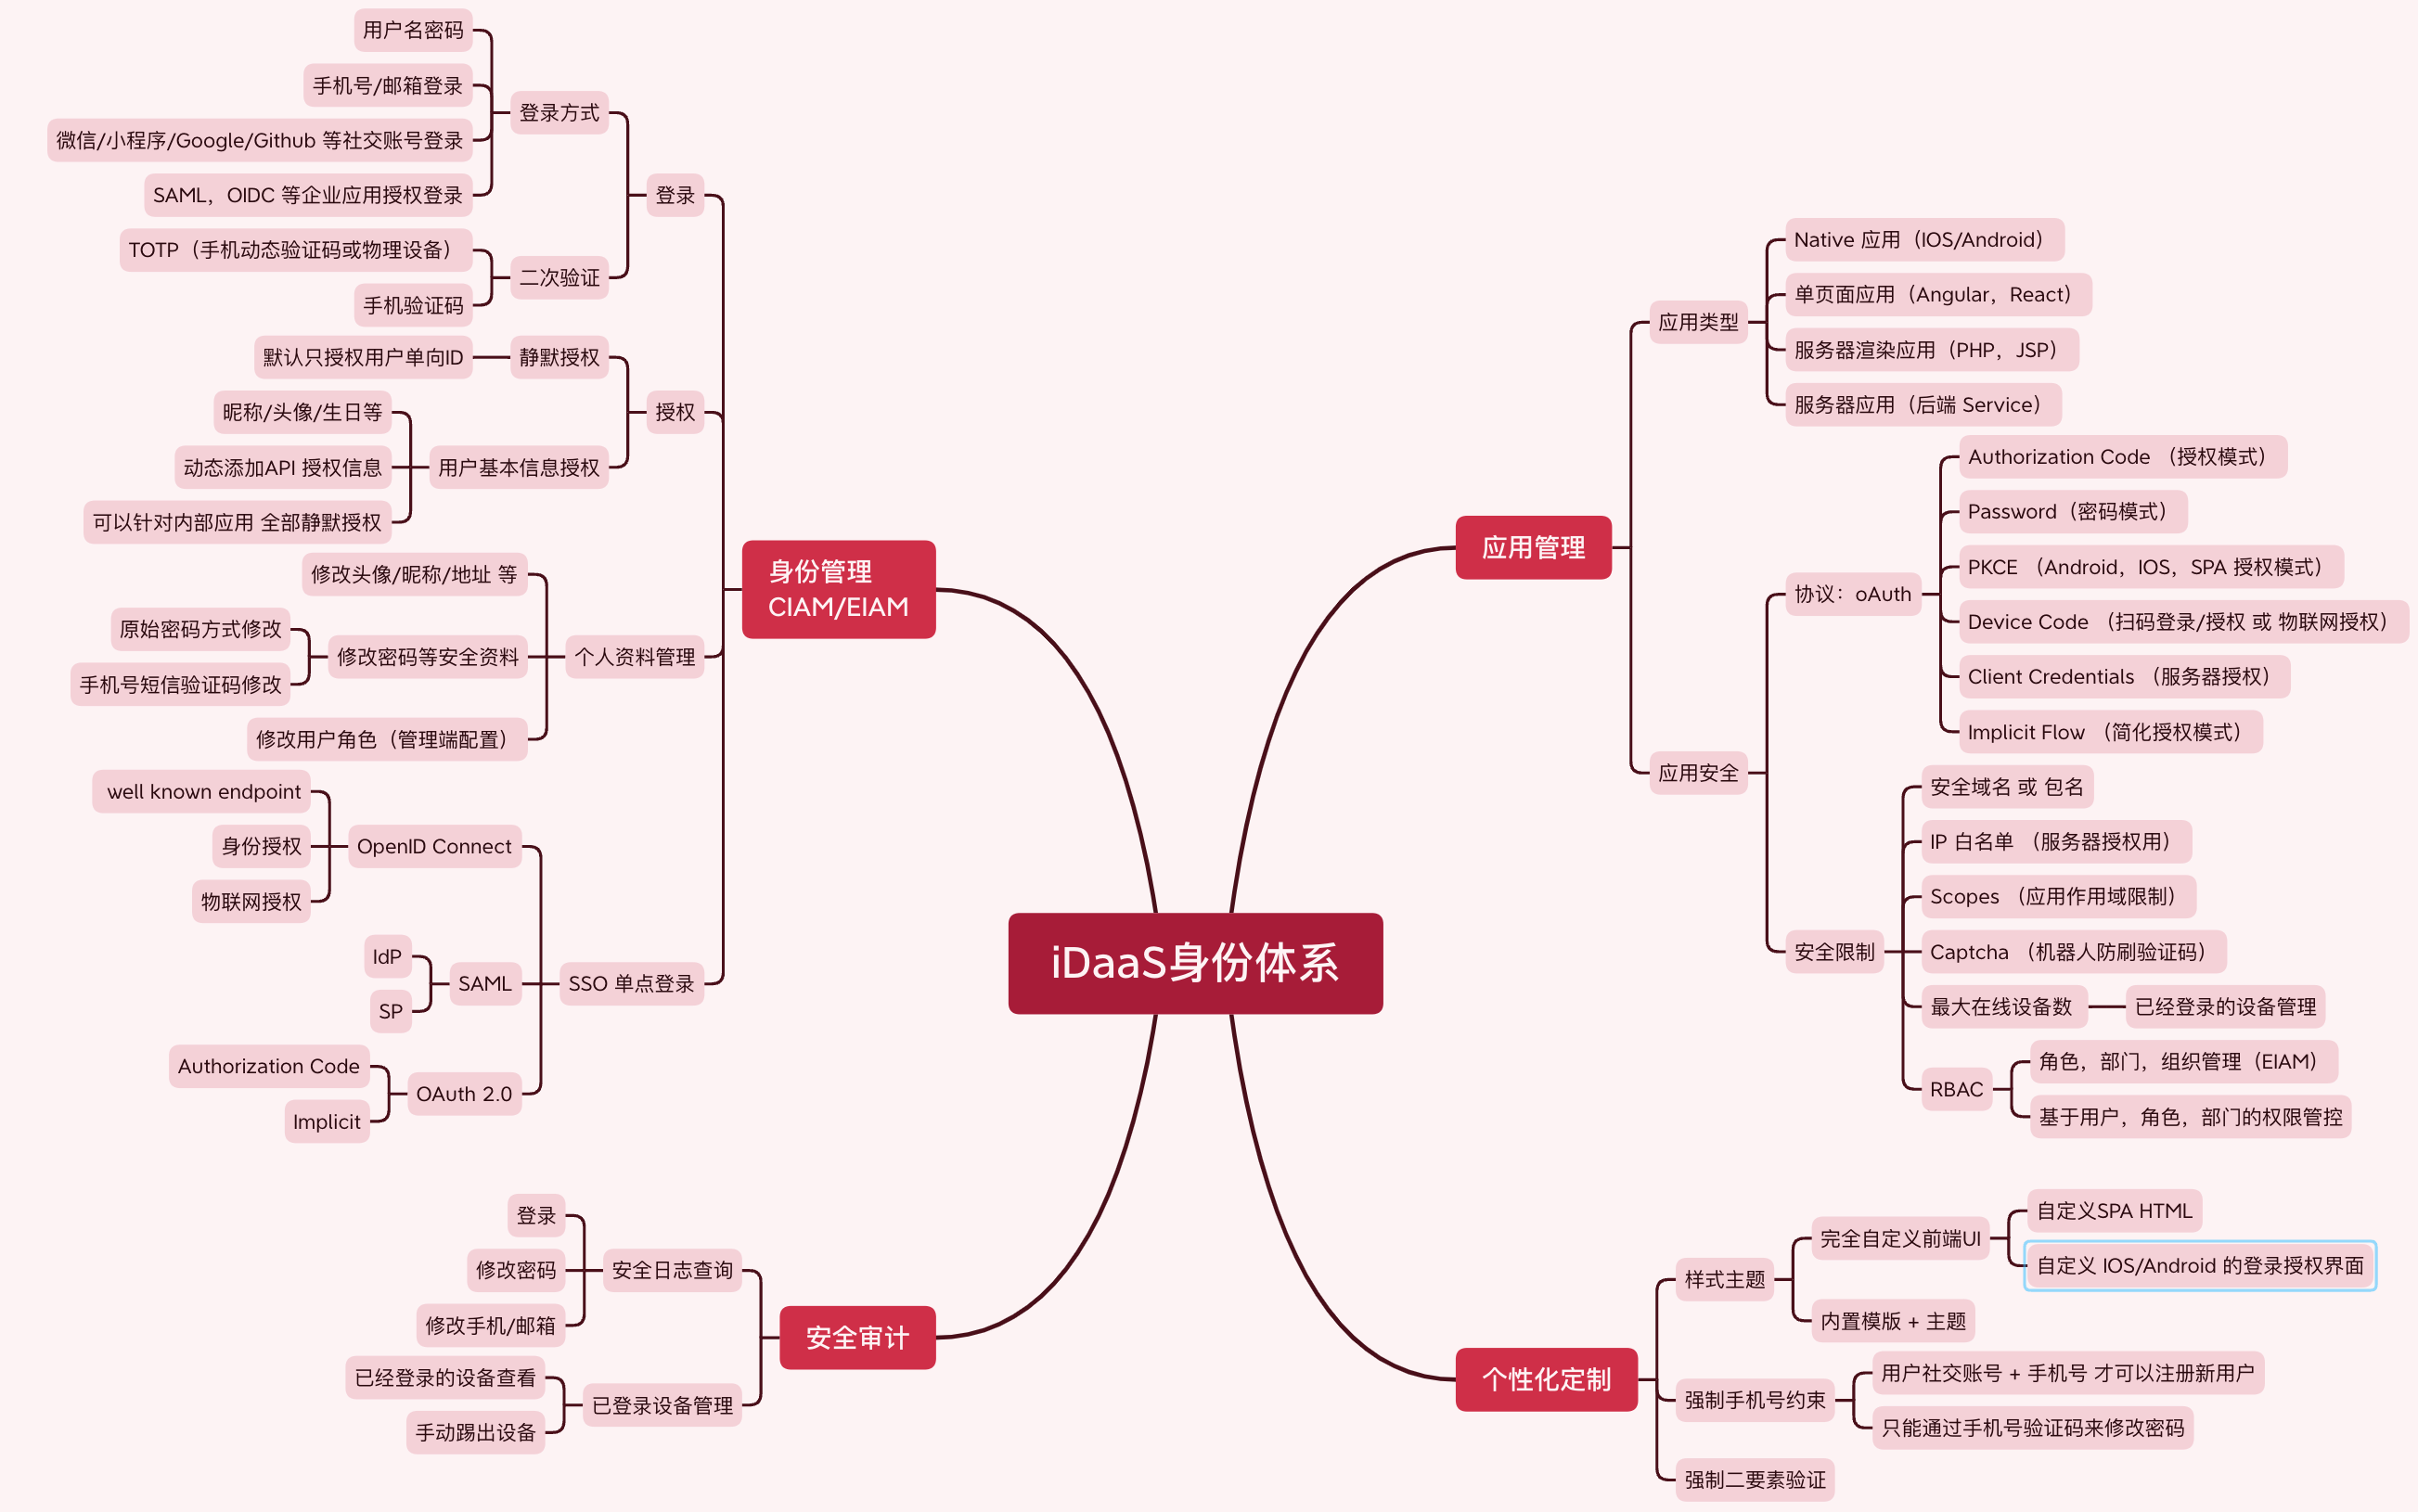 iDaaS身份体系
身份管理
CIAM/EIAM
登录
登录方式
用户名密码
手机号/邮箱登录
微信/小程序/Google/Github 等社交账号登录
SAML，OIDC 等企业应用授权登录
二次验证
TOTP（手机动态验证码或物理设备）
手机验证码
授权
静默授权
默认只授权用户单向ID
用户基本信息授权
昵称/头像/生日等
动态添加API 授权信息
可以针对内部应用 全部静默授权
个人资料管理
修改头像/昵称/地址 等
修改密码等安全资料
原始密码方式修改
手机号短信验证码修改
修改用户角色（管理端配置）
SSO 单点登录
OpenID Connect
well known endpoint
身份授权
物联网授权
SAML
IdP
SP
OAuth 2.0
Authorization Code
Implicit
安全审计
安全日志查询
登录
修改密码
修改手机/邮箱
已登录设备管理
已经登录的设备查看
手动踢出设备
应用管理
应用类型
Native 应用（IOS/Android）
单页面应用（Angular，React）
服务器渲染应用（PHP，JSP）
服务器应用（后端 Service）
应用安全
协议：oAuth
Authorization Code （授权模式）
Password（密码模式）
PKCE （Android，IOS，SPA 授权模式）
Device Code （扫码登录/授权 或 物联网授权）
Client Credentials （服务器授权）
Implicit Flow （简化授权模式）
安全限制
安全域名 或 包名
IP 白名单 （服务器授权用）
Scopes （应用作用域限制）
Captcha （机器人防刷验证码）
最大在线设备数
已经登录的设备管理
RBAC
角色，部门，组织管理（EIAM）
基于用户，角色，部门的权限管控
个性化定制
样式主题
完全自定义前端UI
自定义SPA HTML
自定义 IOS/Android 的登录授权界面
内置模版 + 主题
强制手机号约束
用户社交账号 + 手机号 才可以注册新用户
只能通过手机号验证码来修改密码
强制二要素验证